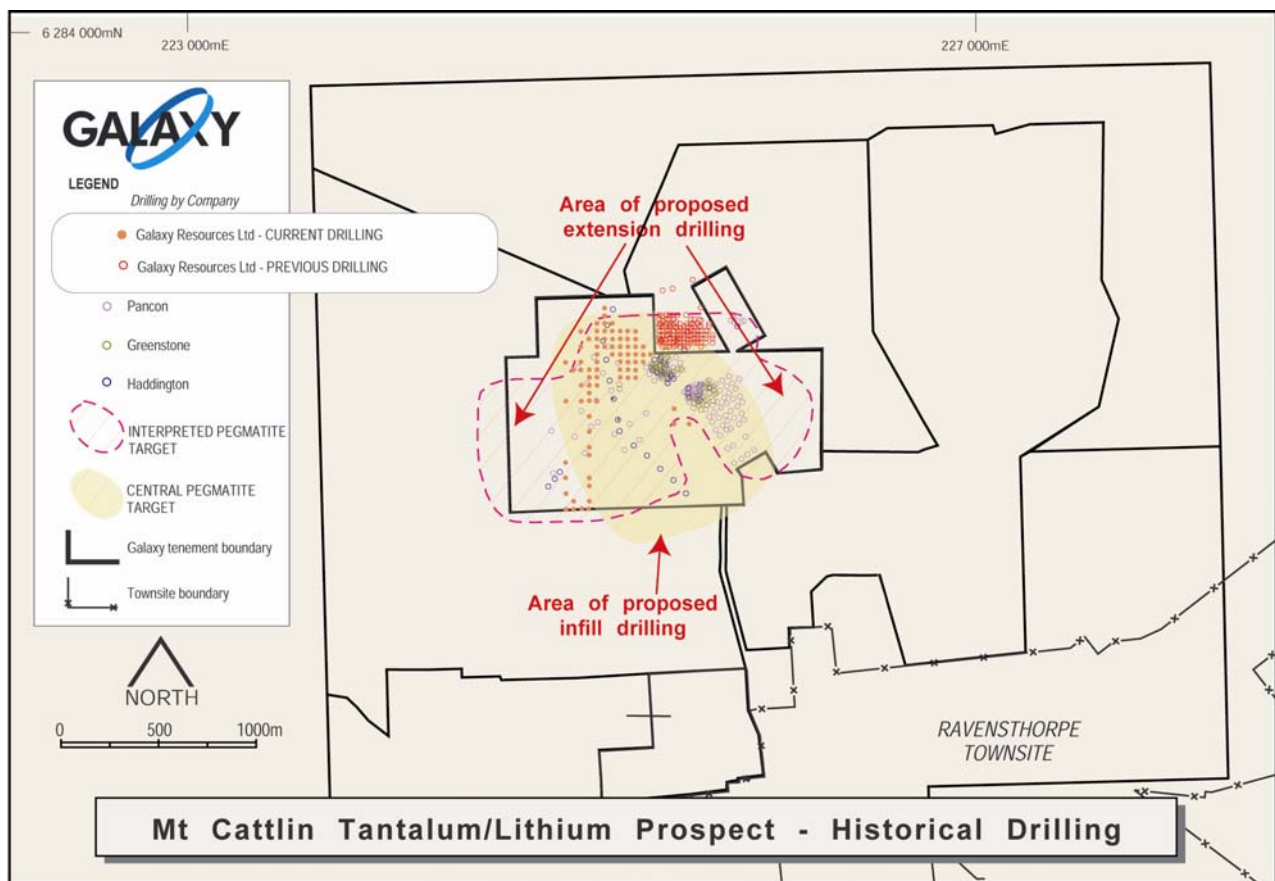 6 284 000mN
223 000mE
227 000mE
GALAXY
LEGEND
Drilling by Company
Galaxy Resources Ltd - CURRENT DRILLING
Galaxy Resources Ltd - PREVIOUS DRILLING
Pancon
Greenstone
Haddington
INTERPRETED PEGMATITE
TARGET
CENTRAL PEGMATITE
TARGET
Galaxy tenement boundary
Townsite boundary
NORTH
0 500 1000m
Area of proposed
extension drilling
Area of proposed
infill drilling
RAVENSTHORPE
TOWNSITE
Mt Cattlin Tantalum/Lithium Prospect - Historical Drilling